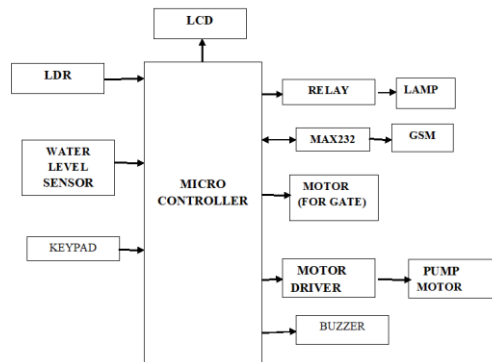 LCD
LDR
WATER
LEVEL
SENSOR
KEYPAD
MICRO
CONTROLLER
RELAY
LAMP
MAX232
GSM
MOTOR
(FOR GATE)
MOTOR
DRIVER
PUMP
MOTOR
BUZZER